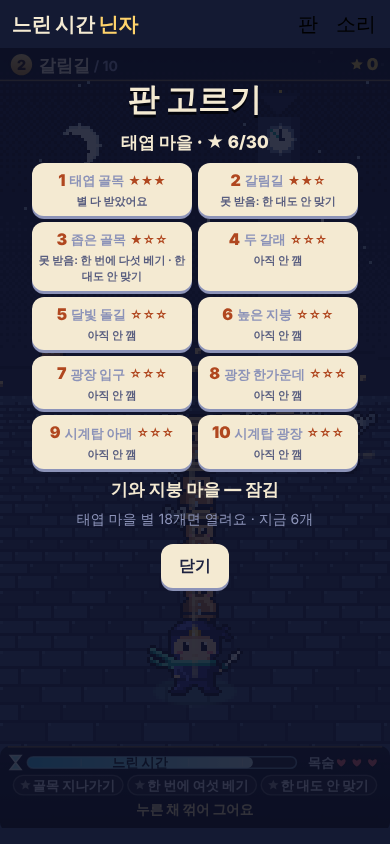 느린 시간 닌자 판 소리
2 갈림길 / 10 ★ 0
판 고르기
태엽 마을 · ★ 6/30
1 태엽 골목 ★★★
별 다 받았어요
2 갈림길 ★★☆
못 받음: 한 대도 안 맞기
3 좁은 골목 ★☆☆
못 받음: 한 번에 다섯 베기 · 한
대도 안 맞기
4 두 갈래 ☆☆☆
아직 안 깸
5 달빛 돌길 ☆☆☆
아직 안 깸
6 높은 지붕 ☆☆☆
아직 안 깸
7 광장 입구 ☆☆☆
아직 안 깸
8 광장 한가운데 ☆☆☆
아직 안 깸
9 시계탑 아래 ☆☆☆
아직 안 깸
10 시계탑 광장 ☆☆☆
아직 안 깸
기와 지붕 마을 — 잠김
태엽 마을 별 18개면 열려요 · 지금 6개
닫기
느린 시간 목숨 ♥ ♥ ♥
★골목 지나가기 ★한 번에 여섯 베기 ★한 대도 안 맞기
누른 채 꺾어 그어요